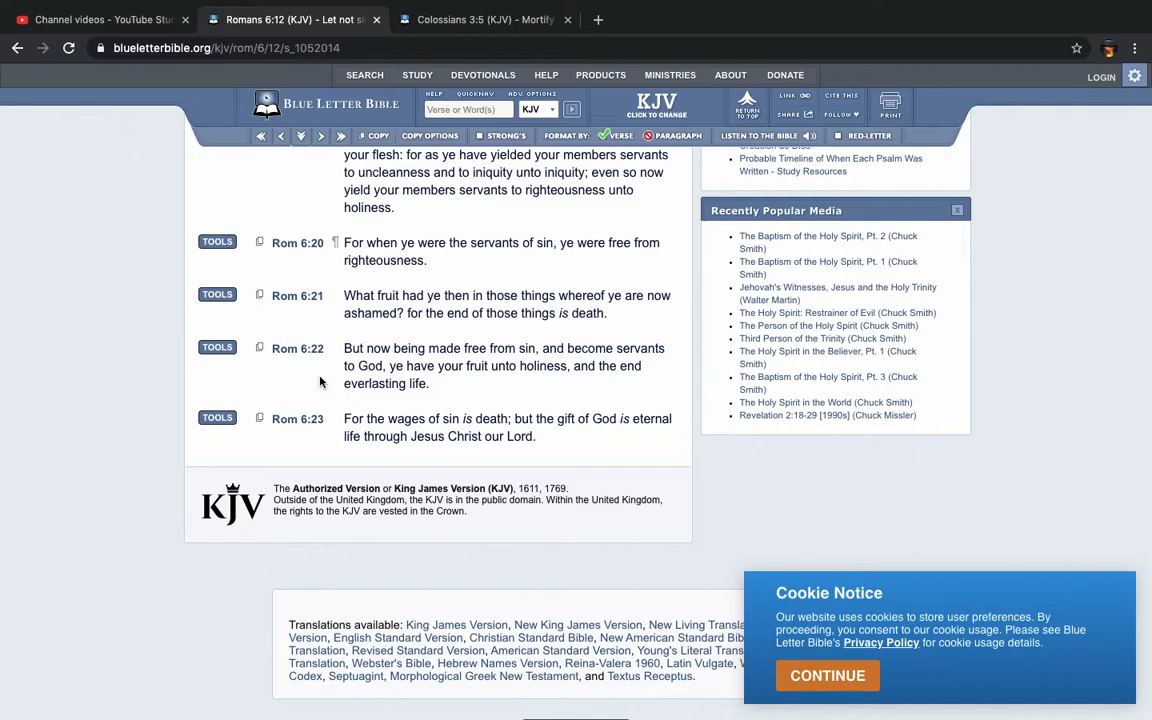 Channel videos - YouTube Stu
Romans 6:12 (KJV) - Let not si
Colossians 3:5 (KJV) - Mortify
blueletterbible.org/kjv/rom/6/12/s_1052014
SEARCH STUDY DEVOTIONALS HELP PRODUCTS MINISTRIES ABOUT DONATE
LOGIN
BLUE LETTER BIBLE
HELP QUICKNAV ADV. OPTIONS
Verse or Word(s) KJV
KJV
CLICK TO CHANGE
RETURN
TO TOP
LINK CITE THIS
SHARE FOLLOW
PRINT
COPY COPY OPTIONS STRONG'S FORMAT BY: VERSE PARAGRAPH LISTEN TO THE BIBLE RED-LETTER
your flesh: for as ye have yielded your members servants
to uncleanness and to iniquity unto iniquity; even so now
yield your members servants to righteousness unto
holiness.
TOOLS Rom 6:20 ¶ For when ye were the servants of sin, ye were free from
righteousness.
TOOLS Rom 6:21 What fruit had ye then in those things whereof ye are now
ashamed? for the end of those things is death.
TOOLS Rom 6:22 But now being made free from sin, and become servants
to God, ye have your fruit unto holiness, and the end
everlasting life.
TOOLS Rom 6:23 For the wages of sin is death; but the gift of God is eternal
life through Jesus Christ our Lord.
KJV
The Authorized Version or King James Version (KJV), 1611, 1769.
Outside of the United Kingdom, the KJV is in the public domain. Within the United Kingdom,
the rights to the KJV are vested in the Crown.
Probable Timeline of When Each Psalm Was
Written - Study Resources
Recently Popular Media
The Baptism of the Holy Spirit, Pt. 2 (Chuck
Smith)
The Baptism of the Holy Spirit, Pt. 1 (Chuck
Smith)
Jehovah's Witnesses, Jesus and the Holy Trinity
(Walter Martin)
The Holy Spirit: Restrainer of Evil (Chuck Smith)
The Person of the Holy Spirit (Chuck Smith)
Third Person of the Trinity (Chuck Smith)
The Holy Spirit in the Believer, Pt. 1 (Chuck
Smith)
The Baptism of the Holy Spirit, Pt. 3 (Chuck
Smith)
The Holy Spirit in the World (Chuck Smith)
Revelation 2:18-29 [1990s] (Chuck Missler)
Translations available: King James Version, New King James Version, New Living Transla
Version, English Standard Version, Christian Standard Bible, New American Standard Bib
Translation, Revised Standard Version, American Standard Version, Young's Literal Trans
Translation, Webster's Bible, Hebrew Names Version, Reina-Valera 1960, Latin Vulgate,
Codex, Septuagint, Morphological Greek New Testament, and Textus Receptus.
Cookie Notice
Our website uses cookies to store user preferences. By
proceeding, you consent to our cookie usage. Please see Blue
Letter Bible's Privacy Policy for cookie usage details.
CONTINUE